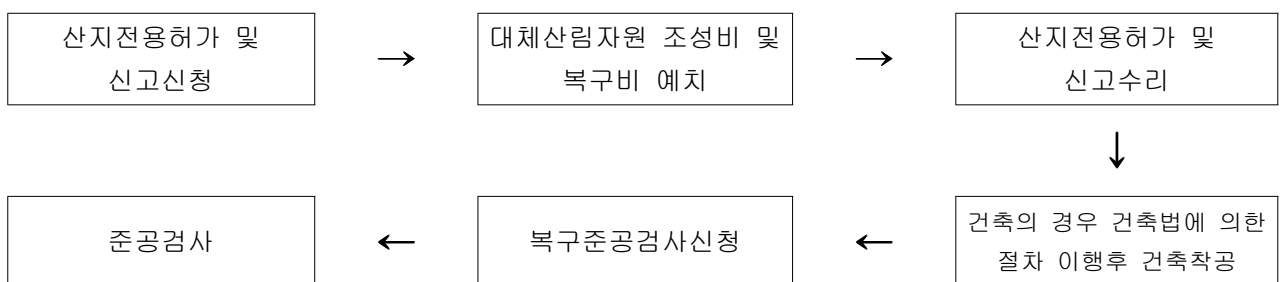 산지전용허가 및
신고신청
→
대체산림자원 조성비 및
복구비 예치
→
산지전용허가 및
신고수리
↓
건축의 경우 건축법에 의한
절차 이행후 건축착공
←
복구준공검사신청
←
준공검사